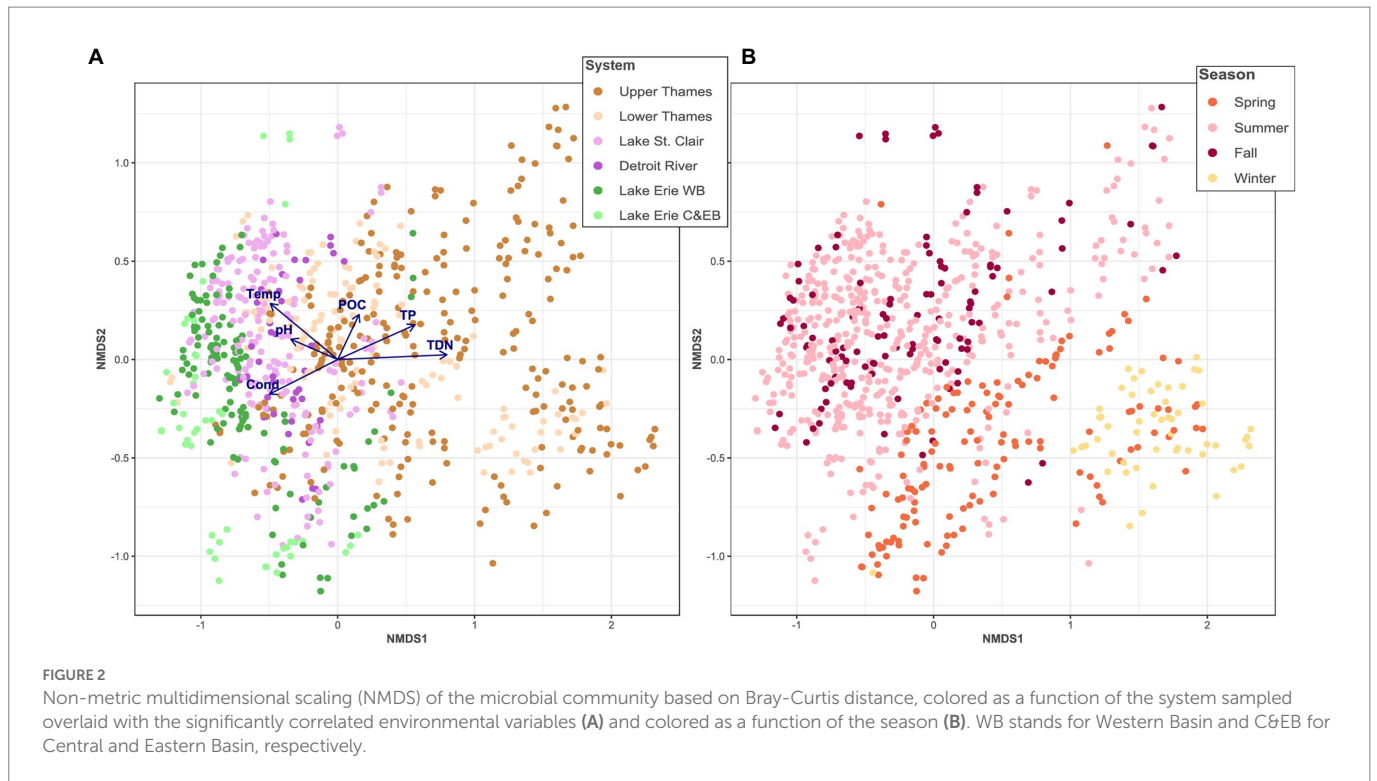 A
System
Upper Thames
Lower Thames
Lake St. Clair
Detroit River
Lake Erie WB
Lake Erie C&EB
1.0
0.5
0.0
-0.5
-1.0
NMDS2
Temp
pH
Cond
POC
TP
TDN
-1
0
1
2
NMDS1
B
Season
Spring
Summer
Fall
Winter
1.0
0.5
0.0
-0.5
-1.0
NMDS2
-1
0
1
2
NMDS1
FIGURE 2
Non-metric multidimensional scaling (NMDS) of the microbial community based on Bray-Curtis distance, colored as a function of the system sampled
overlaid with the significantly correlated environmental variables (A) and colored as a function of the season (B). WB stands for Western Basin and C&EB for
Central and Eastern Basin, respectively.